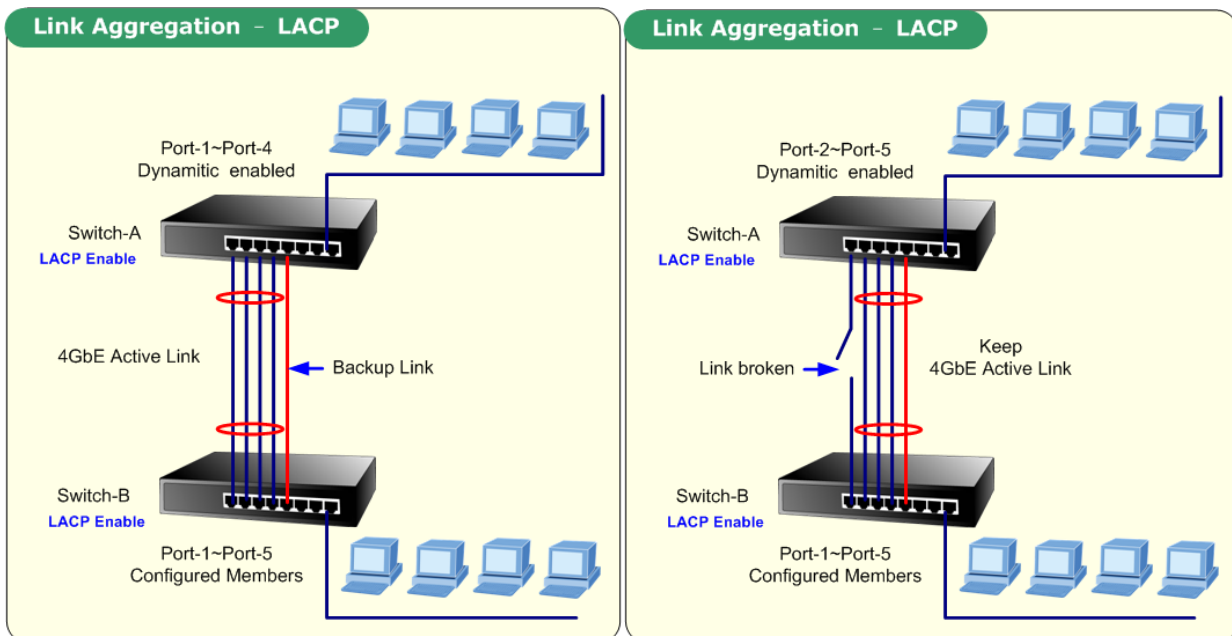 Link Aggregation – LACP
Port-1~Port-4
Dynamitic enabled
Switch-A
LACP Enable
4GbE Active Link
Backup Link
Switch-B
LACP Enable
Port-1~Port-5
Configured Members
Link Aggregation – LACP
Port-2~Port-5
Dynamitic enabled
Switch-A
LACP Enable
Link broken
Keep
4GbE Active Link
Switch-B
LACP Enable
Port-1~Port-5
Configured Members